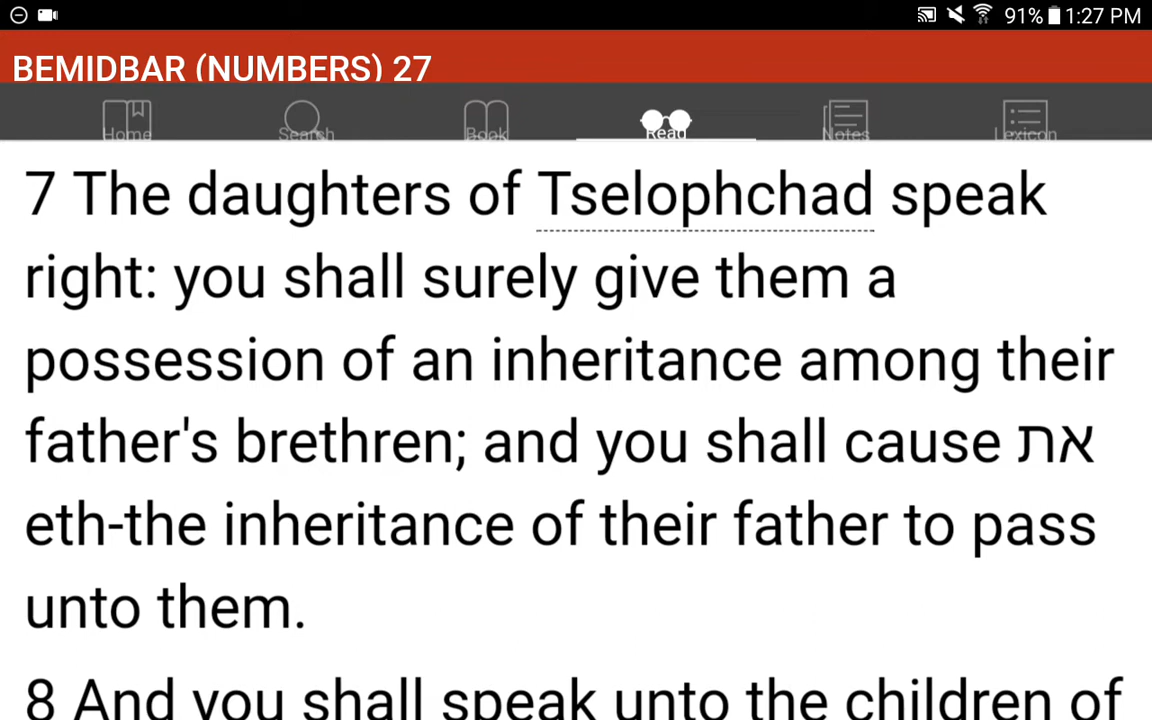 91% 1:27 PM
BEMIDBAR (NUMBERS) 27
Home Search Book Read Notes Lexicon
7 The daughters of Tselophchad speak
right: you shall surely give them a
possession of an inheritance among their
father's brethren; and you shall cause את
eth-the inheritance of their father to pass
unto them.
8 And you shall speak unto the children of